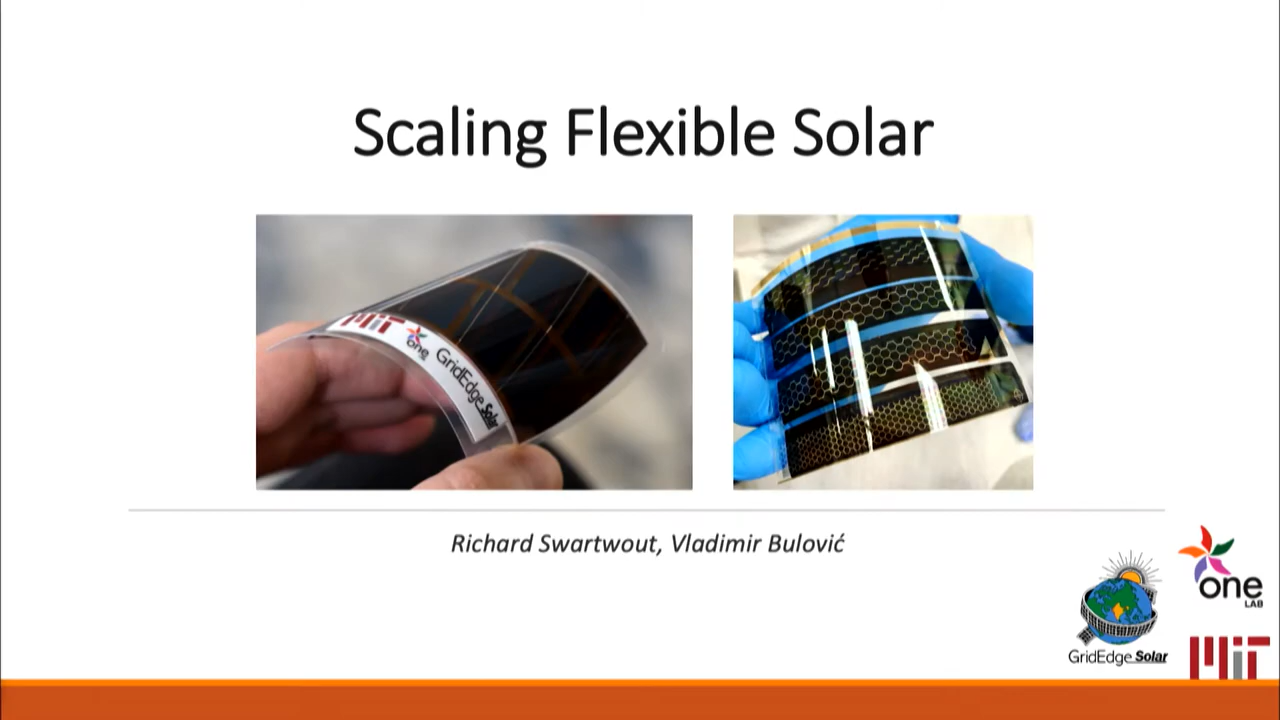 Scaling Flexible Solar
MIT
one
GridEdge Solar
Richard Swartwout, Vladimir Bulović
one
LAB
GridEdge Solar
MIT